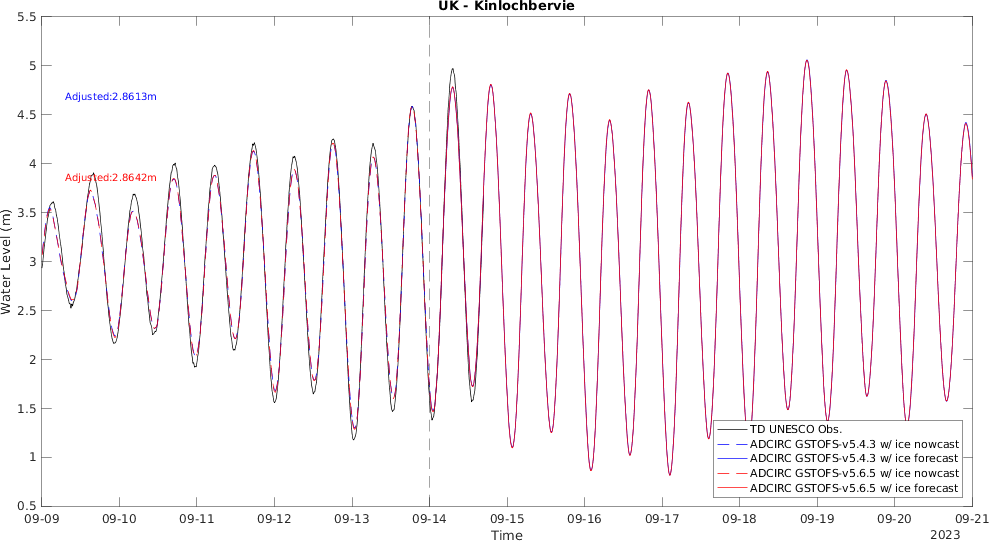 UK - Kinlochbervie
5.5
5
4.5
4
3.5
3
2.5
2
1.5
1
0.5
Water Level (m)
Adjusted:2.8613m
Adjusted:2.8642m
TD UNESCO Obs.
ADCIRC GSTOFS-v5.4.3 w/ ice nowcast
ADCIRC GSTOFS-v5.4.3 w/ ice forecast
ADCIRC GSTOFS-v5.6.5 w/ ice nowcast
ADCIRC GSTOFS-v5.6.5 w/ ice forecast
09-09 09-10 09-11 09-12 09-13 09-14 09-15 09-16 09-17 09-18 09-19 09-20 09-21
Time
2023